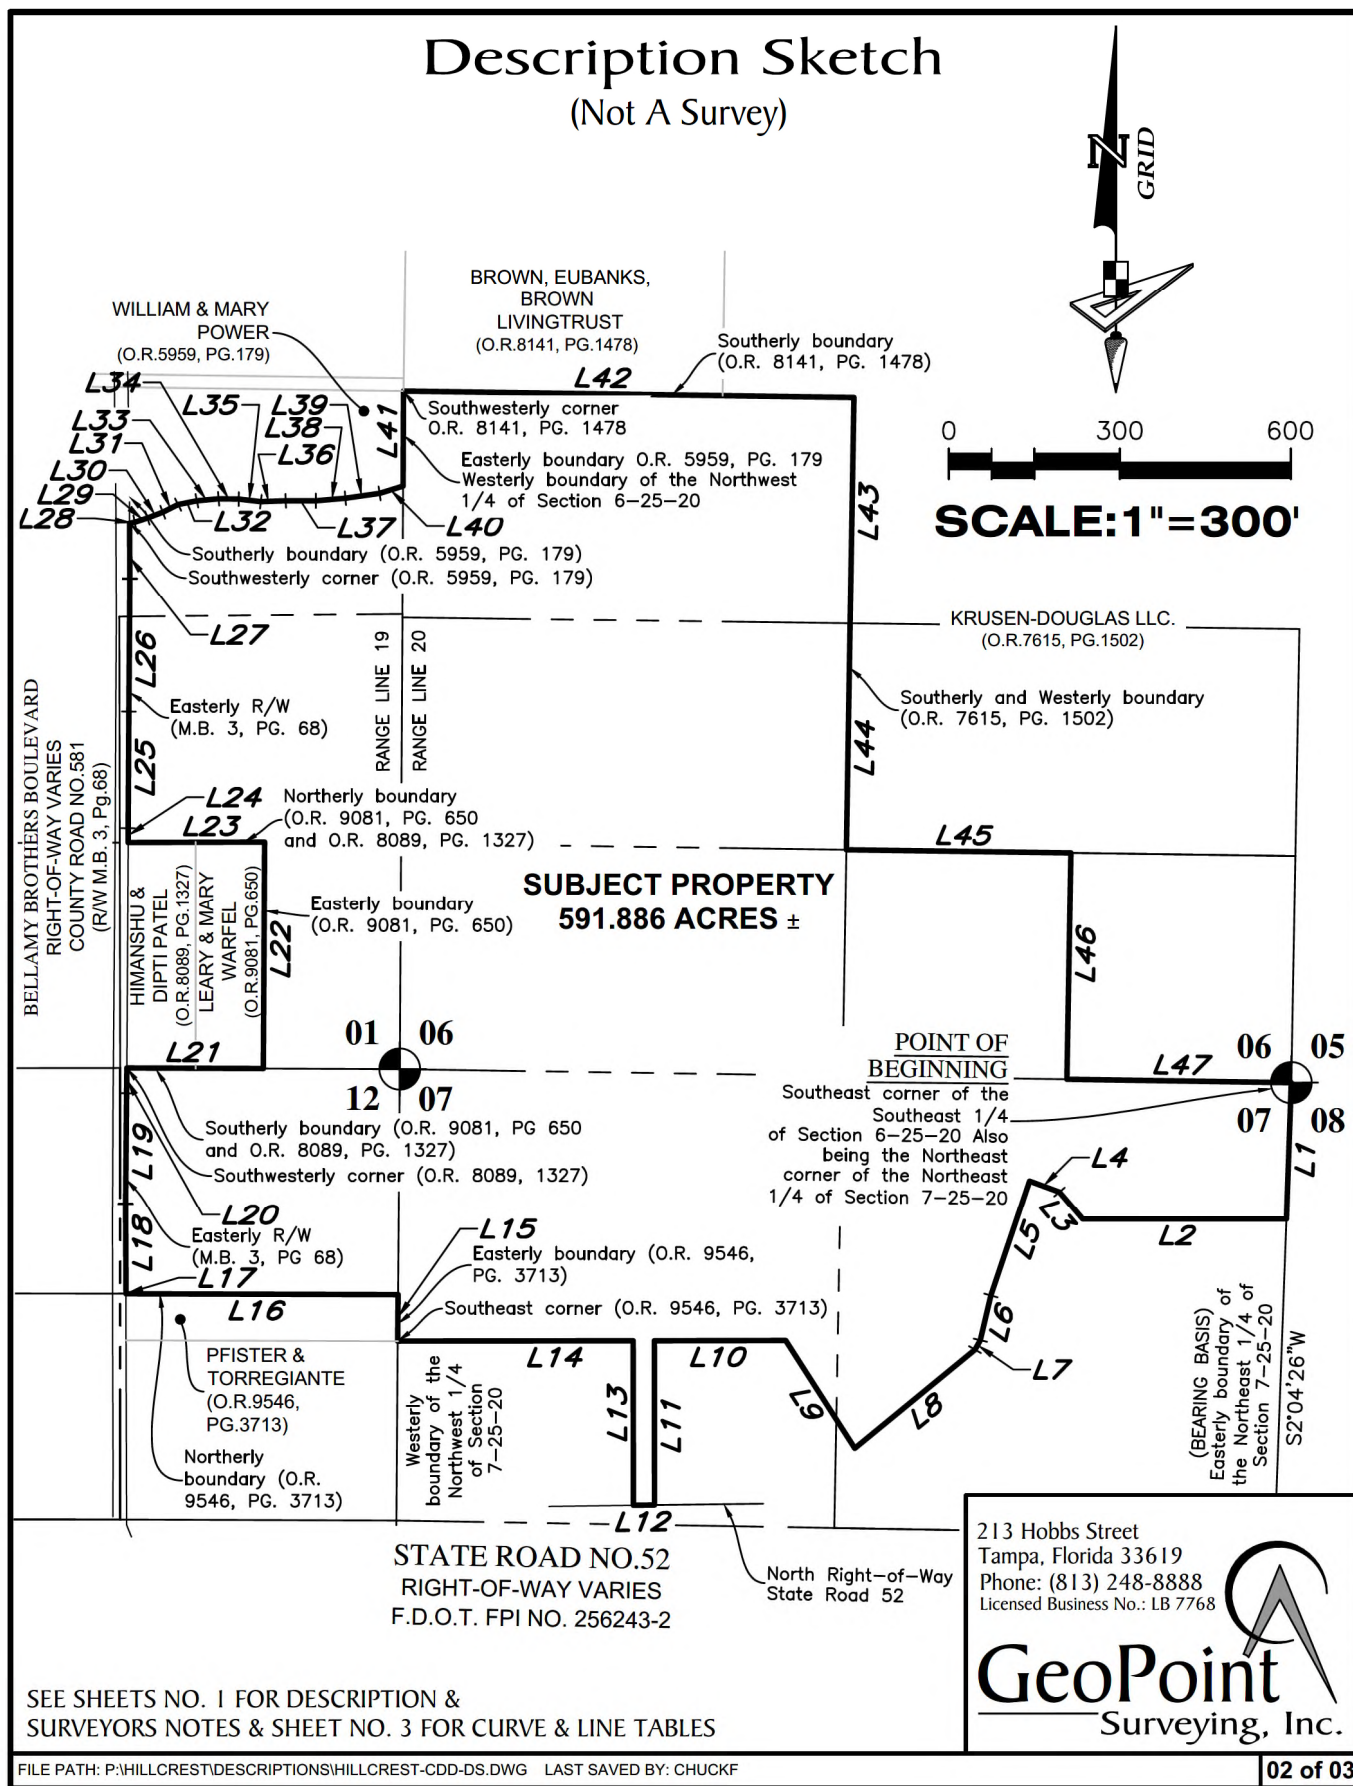 Description Sketch
(Not A Survey)
N
GRID
WILLIAM & MARY
POWER
(O.R.5959, PG.179)
BROWN, EUBANKS,
BROWN
LIVINGTRUST
(O.R.8141, PG.1478)
Southerly boundary
(O.R. 8141, PG. 1478)
L42
L34
L35
L39
L33
L38
L31
L36
L30
L29
L28
L32
L37
L40
L41
Southwesterly corner
O.R. 8141, PG. 1478
Easterly boundary O.R. 5959, PG. 179
Westerly boundary of the Northwest
1/4 of Section 6-25-20
L43
0 300 600
SCALE:1"=300'
Southerly boundary (O.R. 5959, PG. 179)
Southwesterly corner (O.R. 5959, PG. 179)
L27
L26
RANGE LINE 19
RANGE LINE 20
KRUSEN-DOUGLAS LLC.
(O.R.7615, PG.1502)
Southerly and Westerly boundary
(O.R. 7615, PG. 1502)
Easterly R/W
(M.B. 3, PG. 68)
BELLAMY BROTHERS BOULEVARD
RIGHT-OF-WAY VARIES
COUNTY ROAD NO.581
(R/W M.B. 3, Pg.68)
L25
L44
L24
L23
Northerly boundary
(O.R. 9081, PG. 650
and O.R. 8089, PG. 1327)
L45
SUBJECT PROPERTY
591.886 ACRES ±
HIMANSHU &
DIPTI PATEL
(O.R.8089, PG.1327)
LEARY & MARY
WARFEL
(O.R.9081, PG.650)
L22
Easterly boundary
(O.R. 9081, PG. 650)
L46
L21
01 06
12 07
POINT OF
BEGINNING
Southeast corner of the
Southeast 1/4
of Section 6-25-20 Also
being the Northeast
corner of the Northeast
1/4 of Section 7-25-20
L47
06 05
07 08
L1
Southerly boundary (O.R. 9081, PG 650
and O.R. 8089, PG. 1327)
Southwesterly corner (O.R. 8089, 1327)
L19
L20
L18
Easterly R/W
(M.B. 3, PG 68)
L17
L16
L15
Easterly boundary (O.R. 9546,
PG. 3713)
Southeast corner (O.R. 9546, PG. 3713)
L4
L3
L2
L5
L6
L7
L8
L9
L10
L11
L13
L14
L12
PFISTER &
TORREGIANTE
(O.R.9546,
PG.3713)
Northerly
boundary (O.R.
9546, PG. 3713)
Westerly
boundary of the
Northwest 1/4
of Section
7-25-20
(BEARING BASIS)
Easterly boundary of
the Northeast 1/4 of
Section 7-25-20
S2°04'26"W
STATE ROAD NO.52
RIGHT-OF-WAY VARIES
F.D.O.T. FPI NO. 256243-2
North Right-of-Way
State Road 52
213 Hobbs Street
Tampa, Florida 33619
Phone: (813) 248-8888
Licensed Business No.: LB 7768
GeoPoint
Surveying, Inc.
SEE SHEETS NO. 1 FOR DESCRIPTION &
SURVEYORS NOTES & SHEET NO. 3 FOR CURVE & LINE TABLES
FILE PATH: P:\HILLCREST\DESCRIPTIONS\HILLCREST-CDD-DS.DWG LAST SAVED BY: CHUCKF
02 of 03